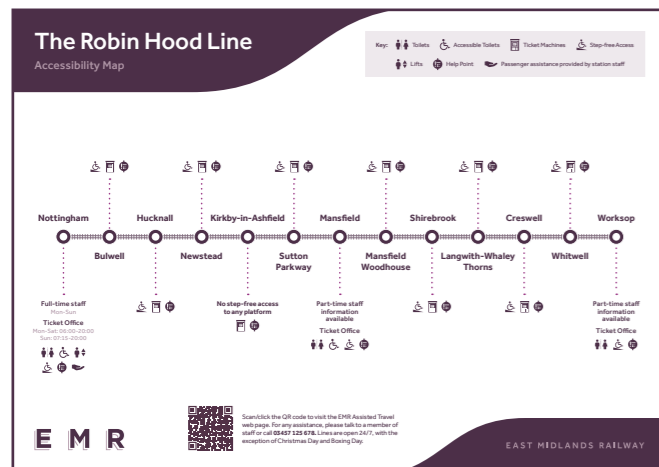 The Robin Hood Line
Accessibility Map
Key: Toilets Accessible Toilets Ticket Machines Step-free Access
Lifts Help Point Passenger assistance provided by station staff
Nottingham Hucknall Kirkby-in-Ashfield Mansfield Shirebrook Creswell Worksop
Bulwell Newstead Sutton Parkway Mansfield Woodhouse Langwith-Whaley Thorns Whitwell
Full-time staff
Mon-Sun
Ticket Office
Mon-Sat: 06:00-20:00
Sun: 07:15-20:00
No step-free access
to any platform
Part-time staff
information
available
Ticket Office
Part-time staff
information
available
Ticket Office
EMR
Scan/click the QR code to visit the EMR Assisted Travel
web page. For any assistance, please talk to a member of
staff or call 03457 125 678. Lines are open 24/7, with the
exception of Christmas Day and Boxing Day.
EAST MIDLANDS RAILWAY